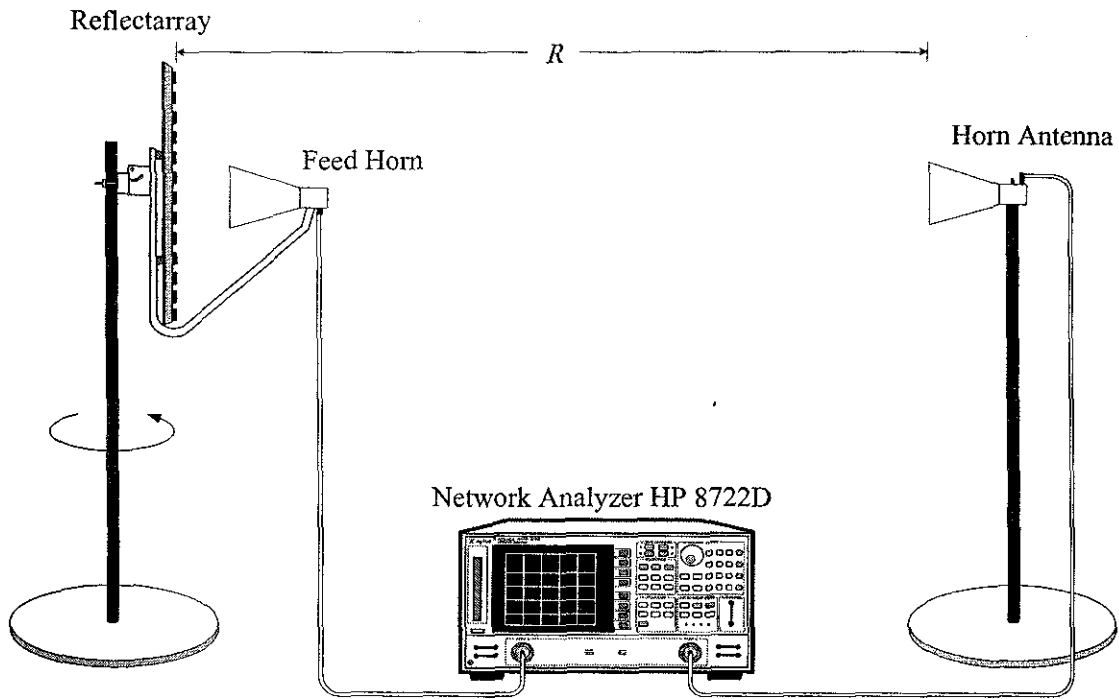 Reflectarray
R
Feed Horn
Horn Antenna
Network Analyzer HP 8722D